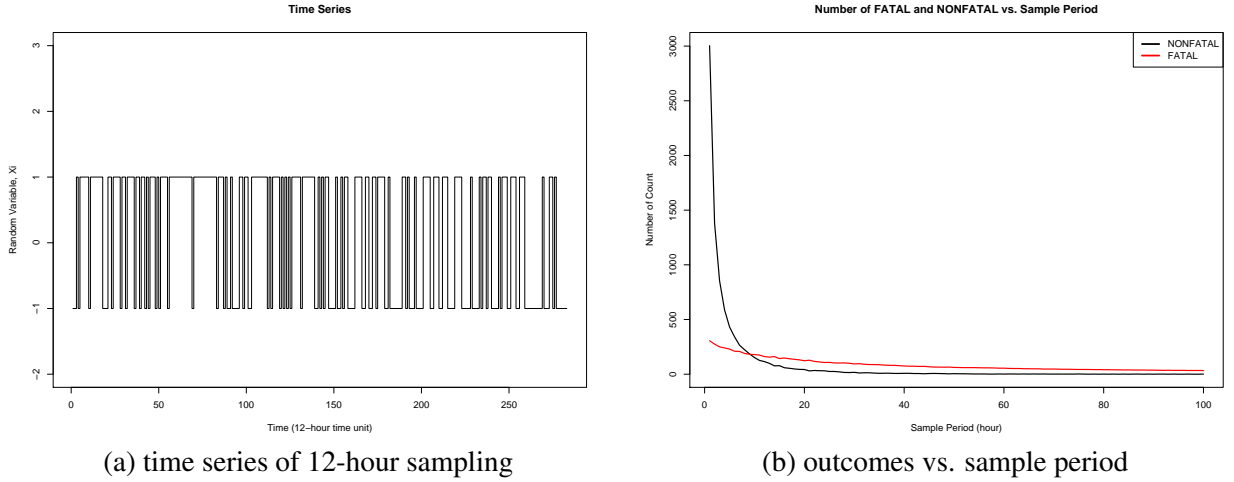 Time Series
Random Variable, Xi
3
2
1
0
−1
−2
0 50 100 150 200 250
Time (12−hour time unit)
(a) time series of 12-hour sampling
Number of FATAL and NONFATAL vs. Sample Period
NONFATAL
FATAL
Number of Count
3000
2500
2000
1500
1000
500
0
0 20 40 60 80 100
Sample Period (hour)
(b) outcomes vs. sample period